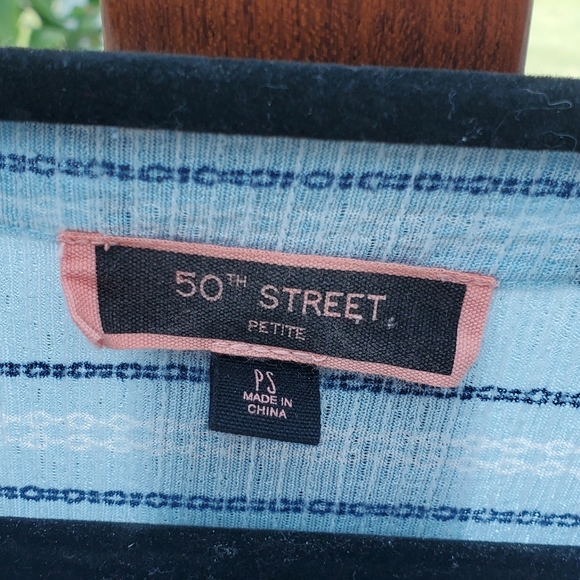 50TH STREET
PETITE
PS
MADE IN
CHINA